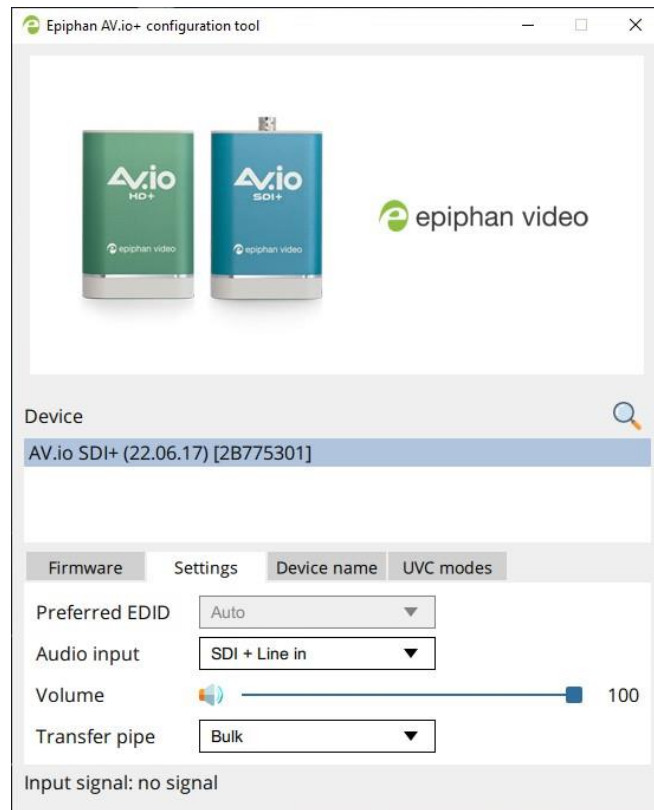 Epiphan AV.io+ configuration tool
AV.io
HD+
epiphan video
AV.io
SDI+
epiphan video
epiphan video
Device
AV.io SDI+ (22.06.17) [2B775301]
Firmware Settings Device name UVC modes
Preferred EDID Auto
Audio input SDI + Line in
Volume 100
Transfer pipe Bulk
Input signal: no signal